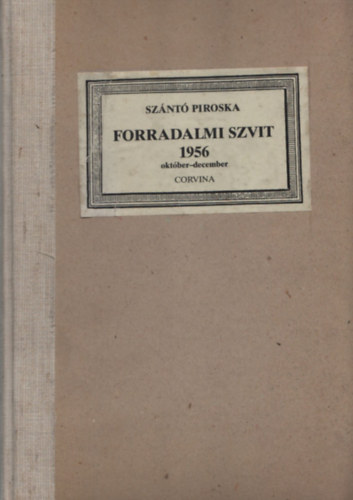 SZÁNTÓ PIROSKA
FORRADALMI SZVIT
1956
október–december
CORVINA